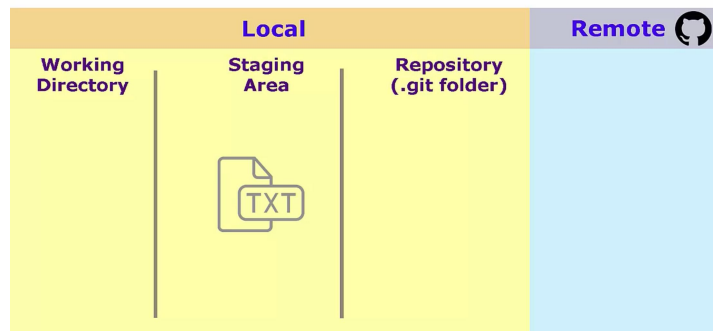 Local
Remote
Working
Directory
Staging
Area
Repository
(.git folder)
TXT